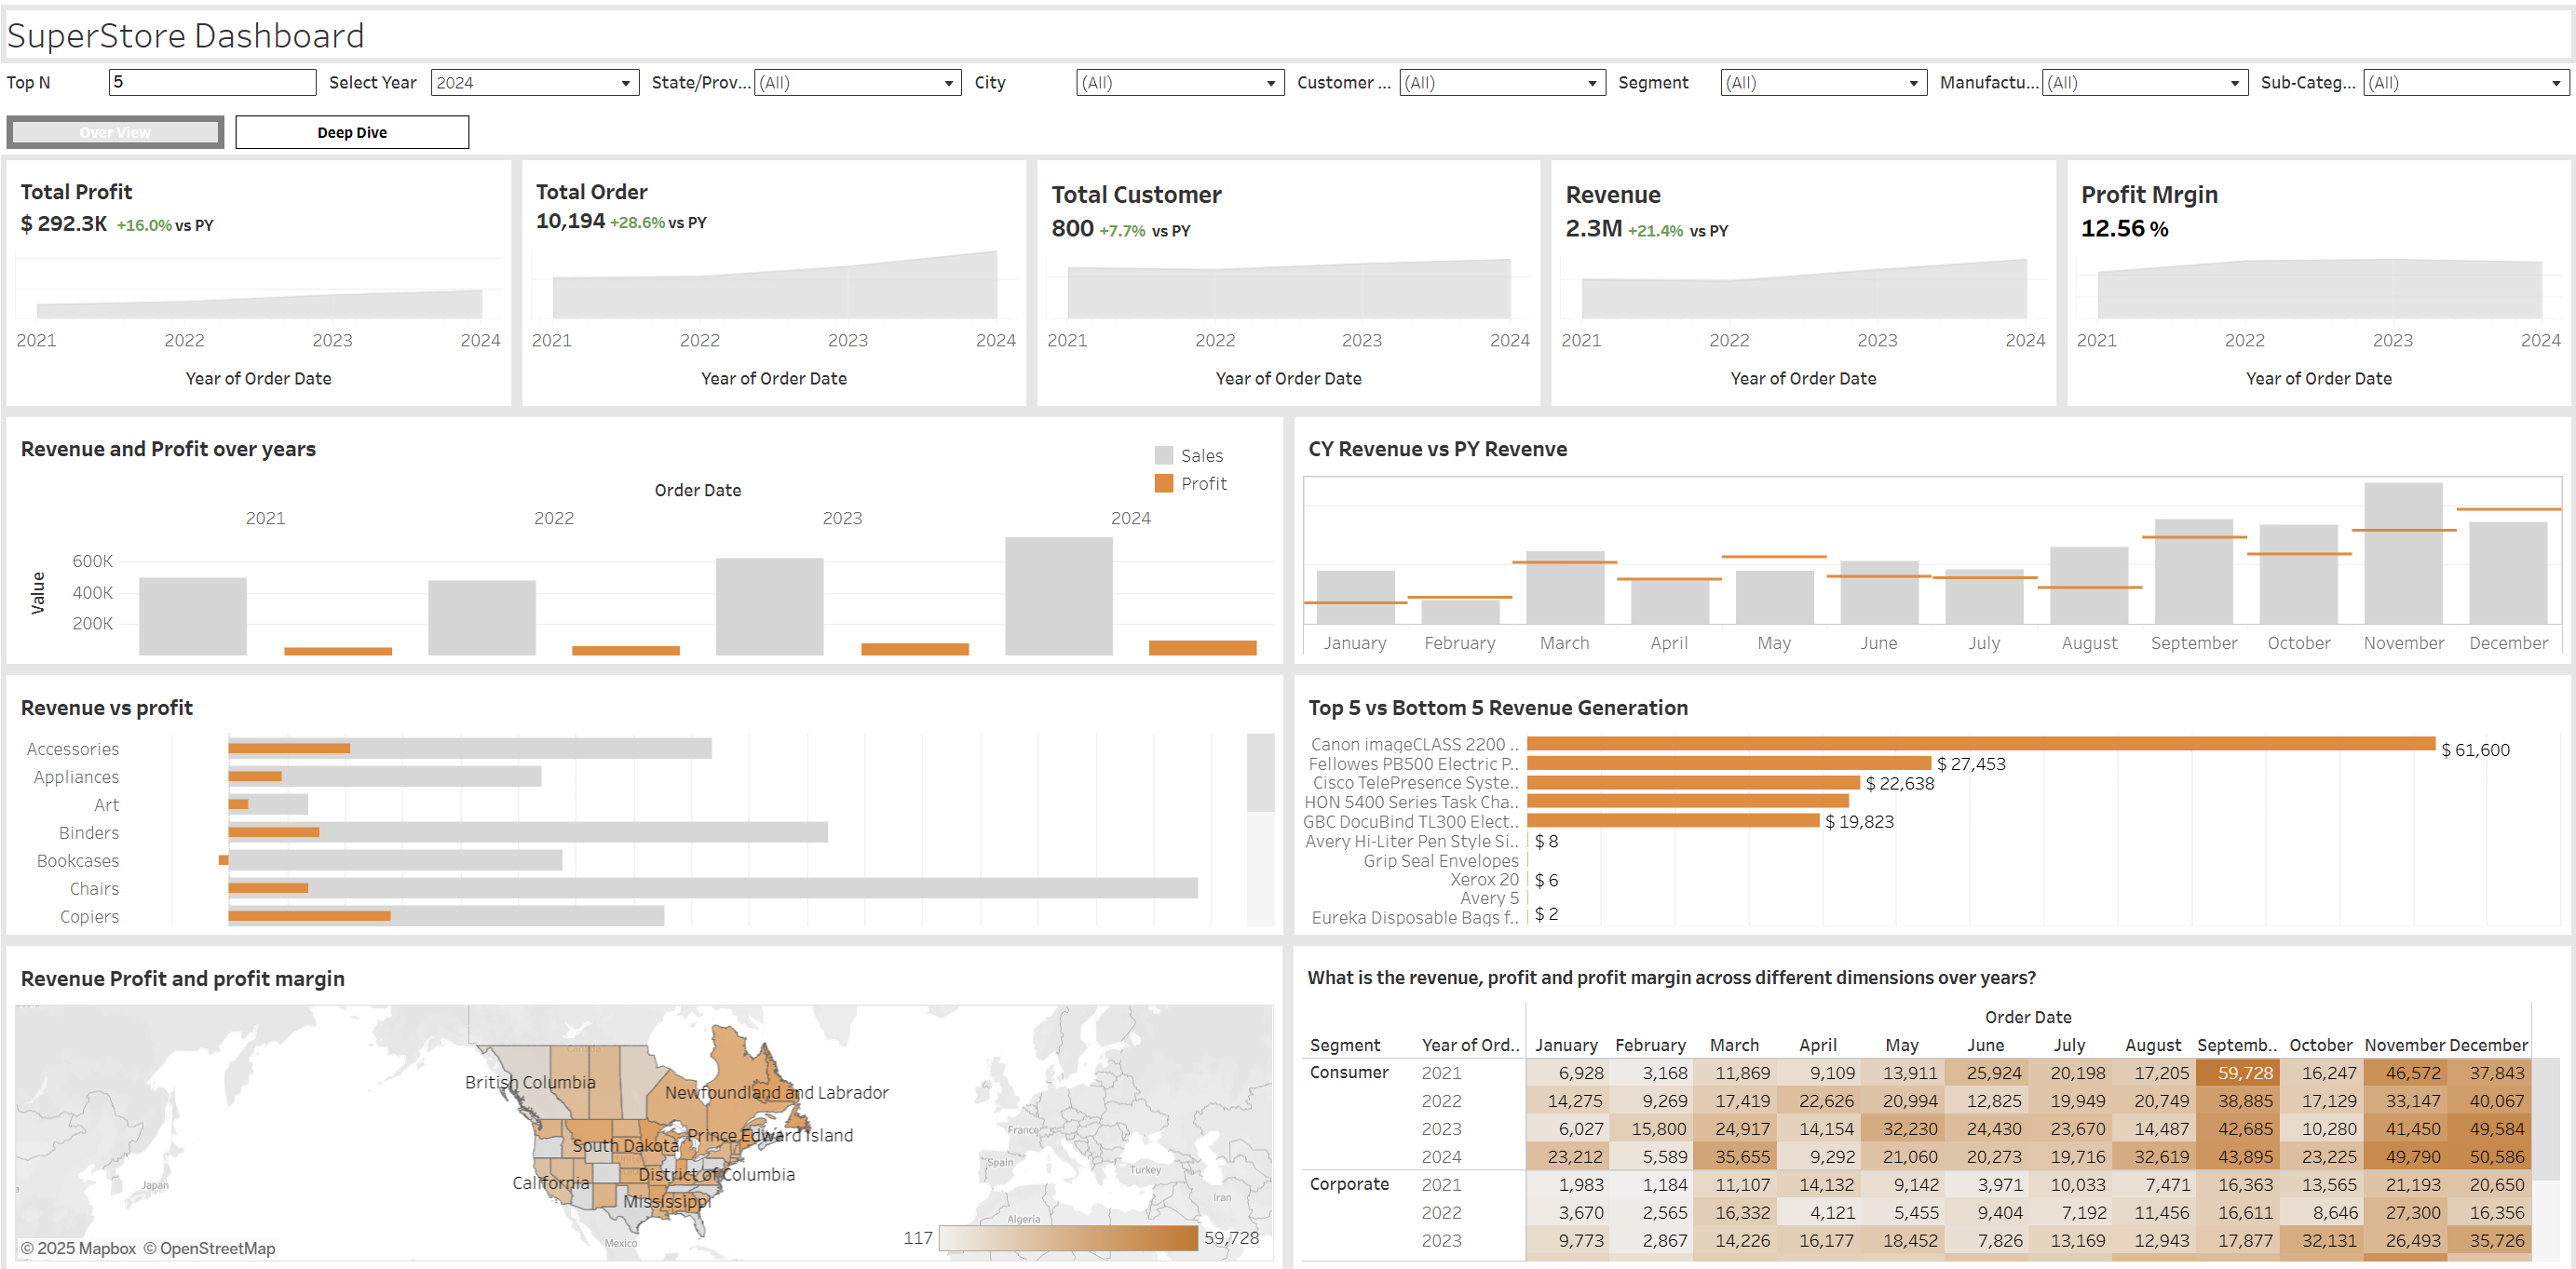 SuperStore Dashboard
Top N 5 Select Year 2024 State/Prov... (All) City (All) Customer ... (All) Segment (All) Manufactu... (All) Sub-Categ... (All)
Over View Deep Dive
Total Profit
$ 292.3K +16.0% vs PY
2021 2022 2023 2024
Year of Order Date
Total Order
10,194 +28.6% vs PY
2021 2022 2023 2024
Year of Order Date
Total Customer
800 +7.7% vs PY
2021 2022 2023 2024
Year of Order Date
Revenue
2.3M +21.4% vs PY
2021 2022 2023 2024
Year of Order Date
Profit Mrgin
12.56 %
2021 2022 2023 2024
Year of Order Date
Revenue and Profit over years
Sales
Profit
Order Date
2021 2022 2023 2024
Value
600K
400K
200K
CY Revenue vs PY Revenve
January February March April May June July August September October November December
Revenue vs profit
Accessories
Appliances
Art
Binders
Bookcases
Chairs
Copiers
Top 5 vs Bottom 5 Revenue Generation
Canon imageCLASS 2200 .. $ 61,600
Fellowes PB500 Electric P.. $ 27,453
Cisco TelePresence Syste.. $ 22,638
HON 5400 Series Task Cha..
GBC DocuBind TL300 Elect.. $ 19,823
Avery Hi-Liter Pen Style Si.. $ 8
Grip Seal Envelopes
Xerox 20 $ 6
Avery 5
Eureka Disposable Bags f.. $ 2
Revenue Profit and profit margin
British Columbia
Newfoundland and Labrador
Prince Edward Island
South Dakota
District of Columbia
California
Mississippi
France
Spain
Turkey
Japan
Iran
Algeria
Mexico
117 59,728
© 2025 Mapbox © OpenStreetMap
What is the revenue, profit and profit margin across different dimensions over years?
Order Date
Segment Year of Ord.. January February March April May June July August Septemb.. October November December
Consumer 2021 6,928 3,168 11,869 9,109 13,911 25,924 20,198 17,205 59,728 16,247 46,572 37,843
2022 14,275 9,269 17,419 22,626 20,994 12,825 19,949 20,749 38,885 17,129 33,147 40,067
2023 6,027 15,800 24,917 14,154 32,230 24,430 23,670 14,487 42,685 10,280 41,450 49,584
2024 23,212 5,589 35,655 9,292 21,060 20,273 19,716 32,619 43,895 23,225 49,790 50,586
Corporate 2021 1,983 1,184 11,107 14,132 9,142 3,971 10,033 7,471 16,363 13,565 21,193 20,650
2022 3,670 2,565 16,332 4,121 5,455 9,404 7,192 11,456 16,611 8,646 27,300 16,356
2023 9,773 2,867 14,226 16,177 18,452 7,826 13,169 12,943 17,877 32,131 26,493 35,726